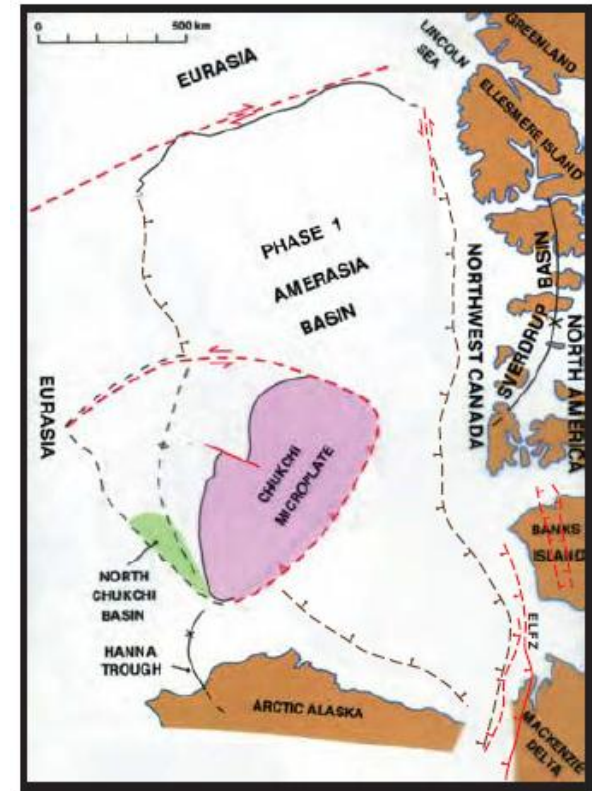 0
500 km
EURASIA
LINCOLN
SEA
GREENLAND
ELLESMERE ISLAND
PHASE 1
AMERASIA
BASIN
NORTHWEST CANADA
SVERDRUP BASIN
NORTH AMERICA
EURASIA
CHUKCHI
MICROPLATE
BANKS
ISLAND
NORTH
CHUKCHI
BASIN
ELFZ
HANNA
TROUGH
ARCTIC ALASKA
MACKENZIE
DELTA